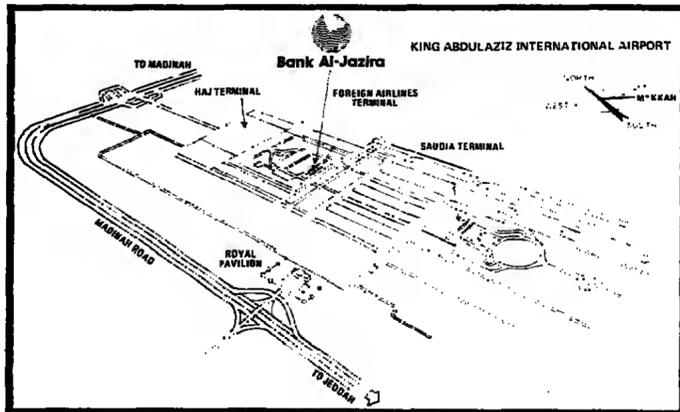 Bank Al-Jazira
KING ABDULAZIZ INTERNATIONAL AIRPORT
TO MADINAH
HAJ TERMINAL
FOREIGN AIRLINES
TERMINAL
NORTH
MAKKAH
WEST
SOUTH
SAUDIA TERMINAL
MADINAH ROAD
ROYAL
PAVILION
TO JEDDAH